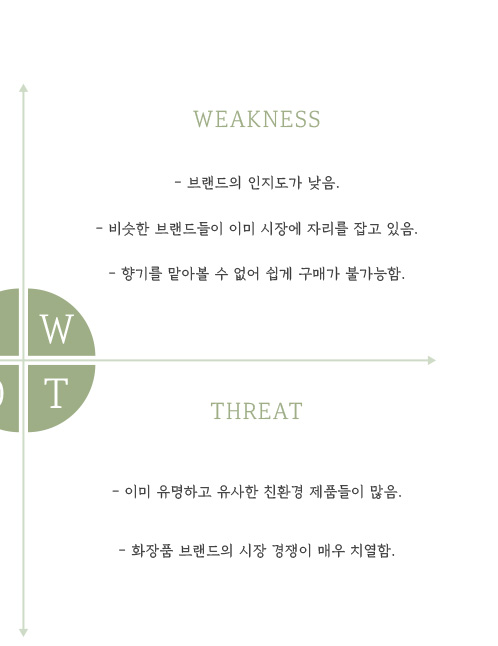 WEAKNESS
- 브랜드의 인지도가 낮음.
- 비슷한 브랜드들이 이미 시장에 자리를 잡고 있음.
- 향기를 맡아볼 수 없어 쉽게 구매가 불가능함.
W
T
THREAT
- 이미 유명하고 유사한 친환경 제품들이 많음.
- 화장품 브랜드의 시장 경쟁이 매우 치열함.